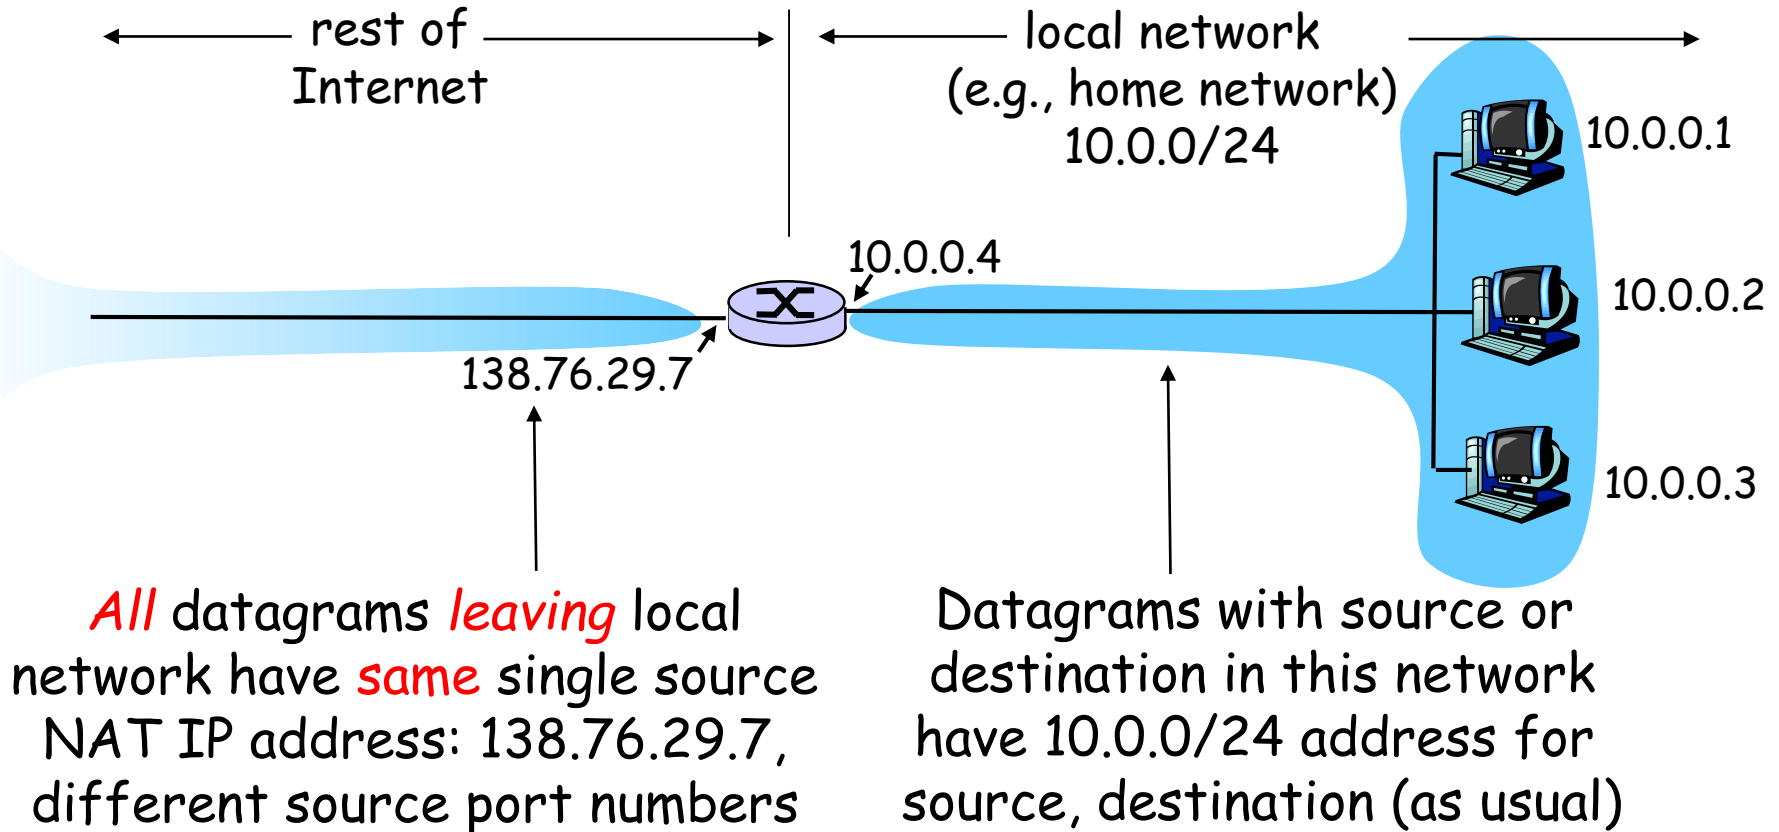 rest of
Internet
local network
(e.g., home network)
10.0.0/24
10.0.0.1
10.0.0.4
10.0.0.2
138.76.29.7
10.0.0.3
All datagrams leaving local
network have same single source
NAT IP address: 138.76.29.7,
different source port numbers
Datagrams with source or
destination in this network
have 10.0.0/24 address for
source, destination (as usual)